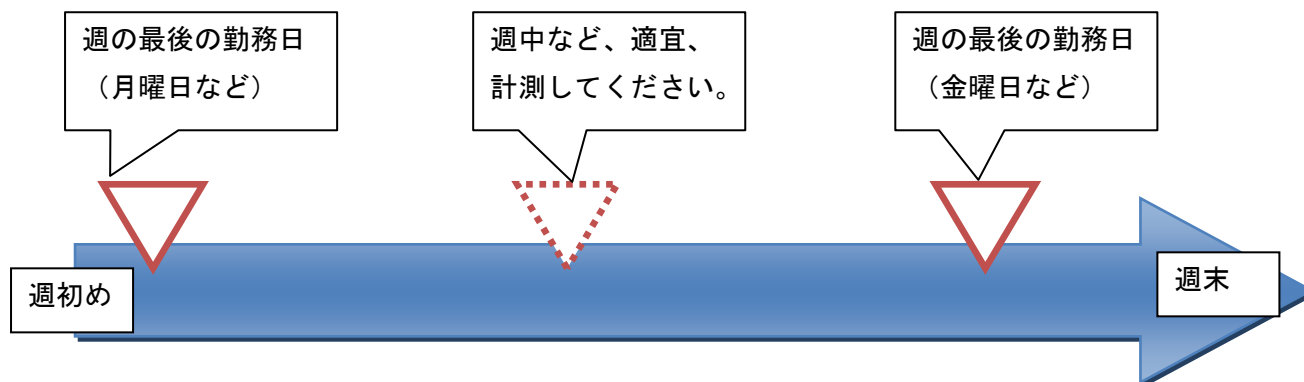 週の最後の勤務日
（月曜日など）
週中など、適宜、
計測してください。
週の最後の勤務日
（金曜日など）
週初め
週末